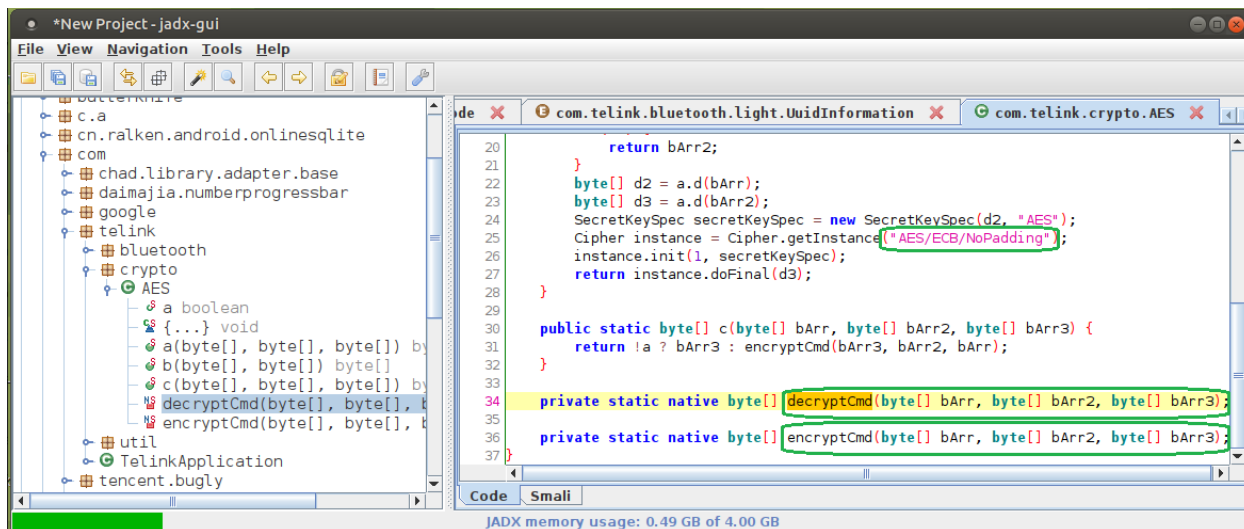 *New Project - jadx-gui
File View Navigation Tools Help
butterknife
c.a
cn.ralken.android.onlinesqlite
com
chad.library.adapter.base
daimajia.numberprogressbar
google
telink
bluetooth
crypto
AES
a boolean
{...} void
a(byte[], byte[], byte[]) by
b(byte[], byte[]) byte[]
c(byte[], byte[], byte[]) by
decryptCmd(byte[], byte[], b
encryptCmd(byte[], byte[], b
util
TelinkApplication
tencent.bugly
de com.telink.bluetooth.light.UuidInformation com.telink.crypto.AES
20 return bArr2;
21 }
22 byte[] d2 = a.d(bArr);
23 byte[] d3 = a.d(bArr2);
24 SecretKeySpec secretKeySpec = new SecretKeySpec(d2, "AES");
25 Cipher instance = Cipher.getInstance("AES/ECB/NoPadding");
26 instance.init(1, secretKeySpec);
27 return instance.doFinal(d3);
28 }
29
30 public static byte[] c(byte[] bArr, byte[] bArr2, byte[] bArr3) {
31 return !a ? bArr3 : encryptCmd(bArr3, bArr2, bArr);
32 }
33
34 private static native byte[] decryptCmd(byte[] bArr, byte[] bArr2, byte[] bArr3);
35
36 private static native byte[] encryptCmd(byte[] bArr, byte[] bArr2, byte[] bArr3);
37 }
Code Smali
JADX memory usage: 0.49 GB of 4.00 GB